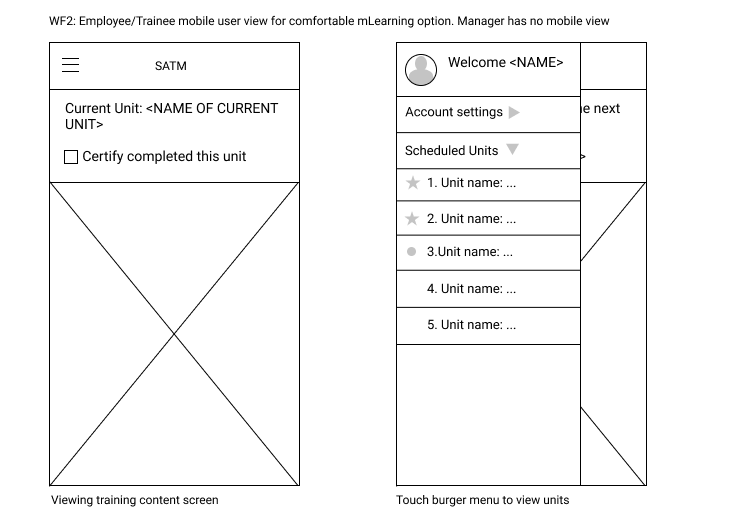 WF2: Employee/Trainee mobile user view for comfortable mLearning option. Manager has no mobile view
SATM
Current Unit: <NAME OF CURRENT
UNIT>
Certify completed this unit
Viewing training content screen
Welcome <NAME>
Account settings
e next
Scheduled Units
>
1. Unit name: ...
2. Unit name: ...
3.Unit name: ...
4. Unit name: ...
5. Unit name: ...
Touch burger menu to view units